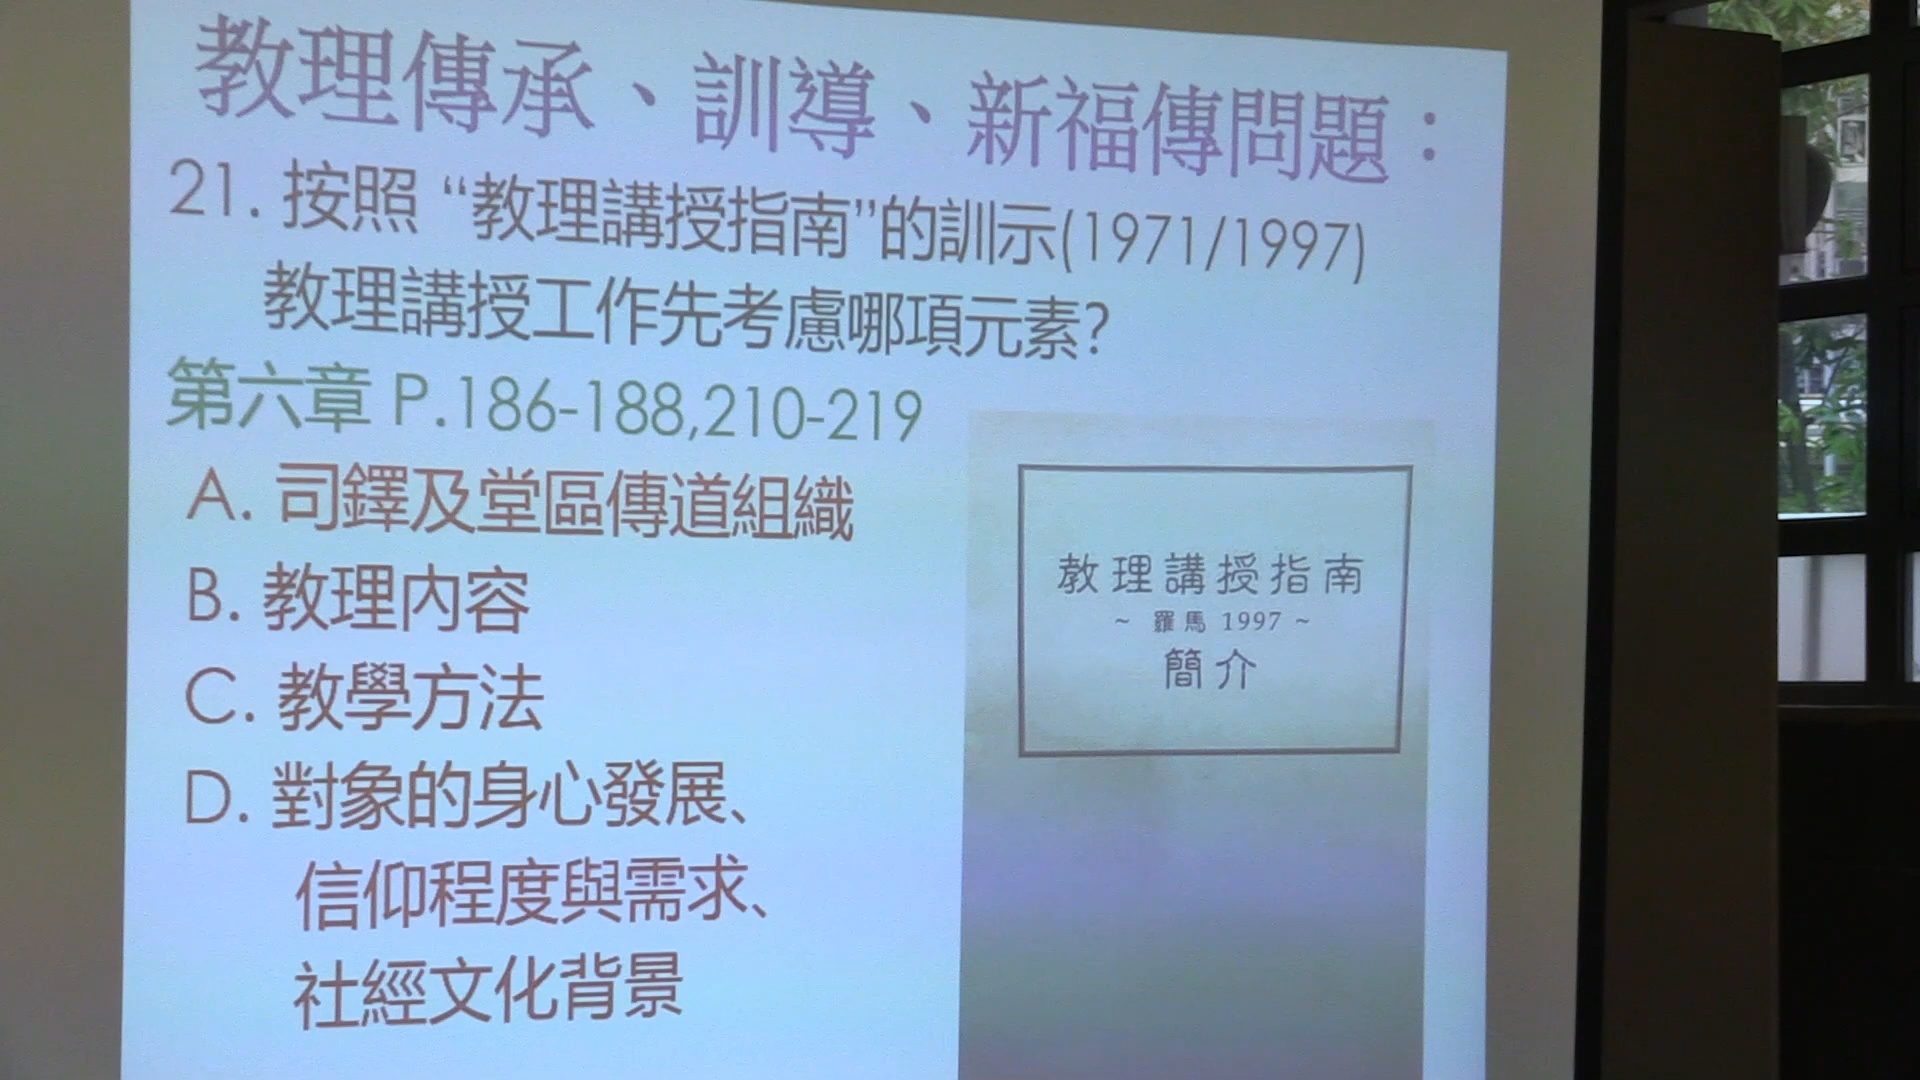 教理傳承、訓導、新福傳問題：
21. 按照 “教理講授指南”的訓示(1971/1997)
教理講授工作先考慮哪項元素?
第六章 P.186-188,210-219
A. 司鐸及堂區傳道組織
B. 教理內容
C. 教學方法
D. 對象的身心發展、
信仰程度與需求、
社經文化背景
教理講授指南
~ 羅馬 1997 ~
簡介